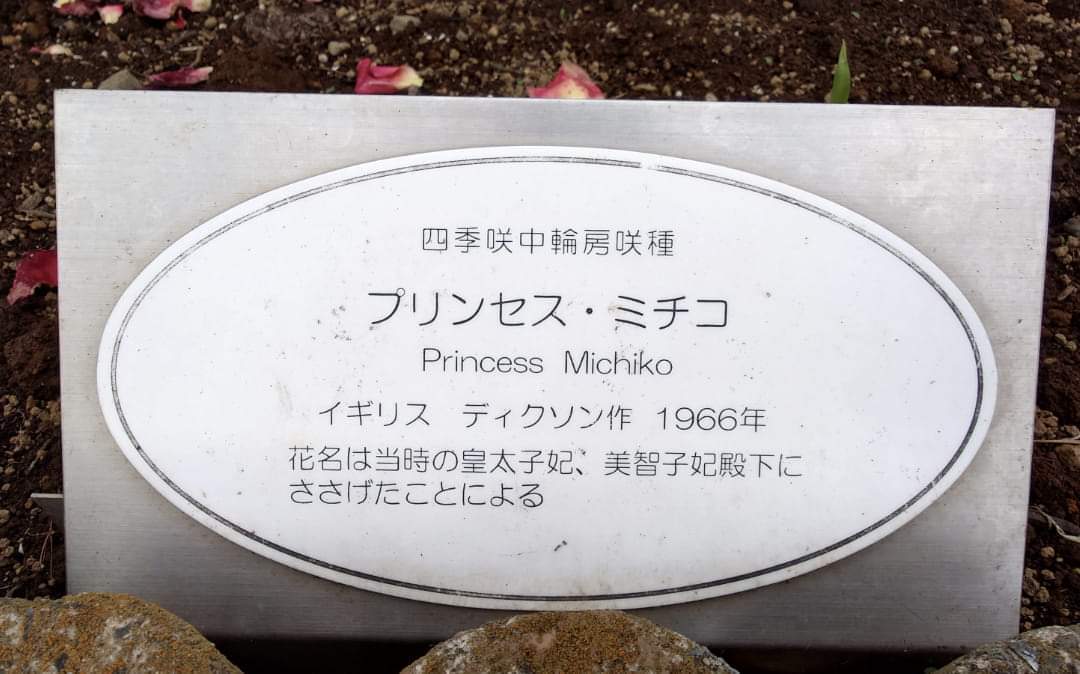 四季咲中輪房咲種
プリンセス・ミチコ
Princess Michiko
イギリス ディクソン作 1966年
花名は当時の皇太子妃、美智子妃殿下に
ささげたことによる